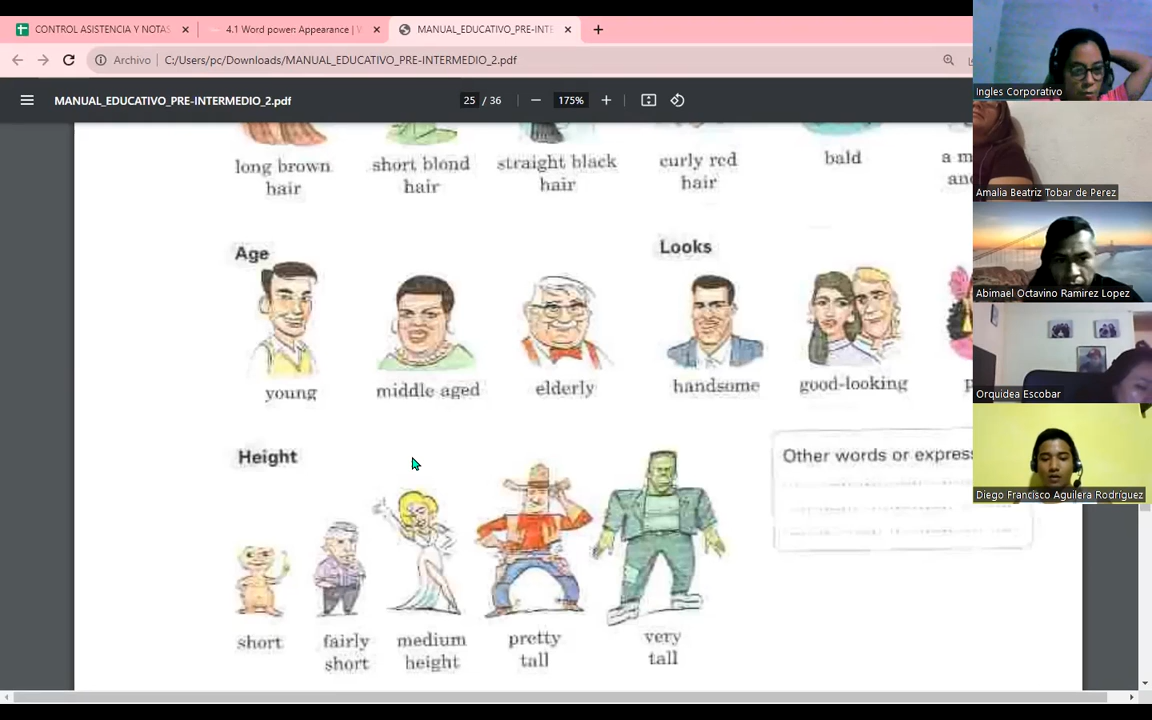 CONTROL ASISTENCIA Y NOTAS
4.1 Word power: Appearance |
MANUAL_EDUCATIVO_PRE-INTE
Archivo
C:/Users/pc/Downloads/MANUAL_EDUCATIVO_PRE-INTERMEDIO_2.pdf
MANUAL_EDUCATIVO_PRE-INTERMEDIO_2.pdf
25 / 36
175%
long brown
hair
short blond
hair
straight black
hair
curly red
hair
bald
a m
an
Age
Looks
young
middle aged
elderly
handsome
good-looking
p
Height
Other words or express
short
fairly
short
medium
height
pretty
tall
very
tall
Ingles Corporativo
Amalia Beatriz Tobar de Perez
Abimael Octavino Ramirez Lopez
Orquidea Escobar
Diego Francisco Aguilera Rodríguez